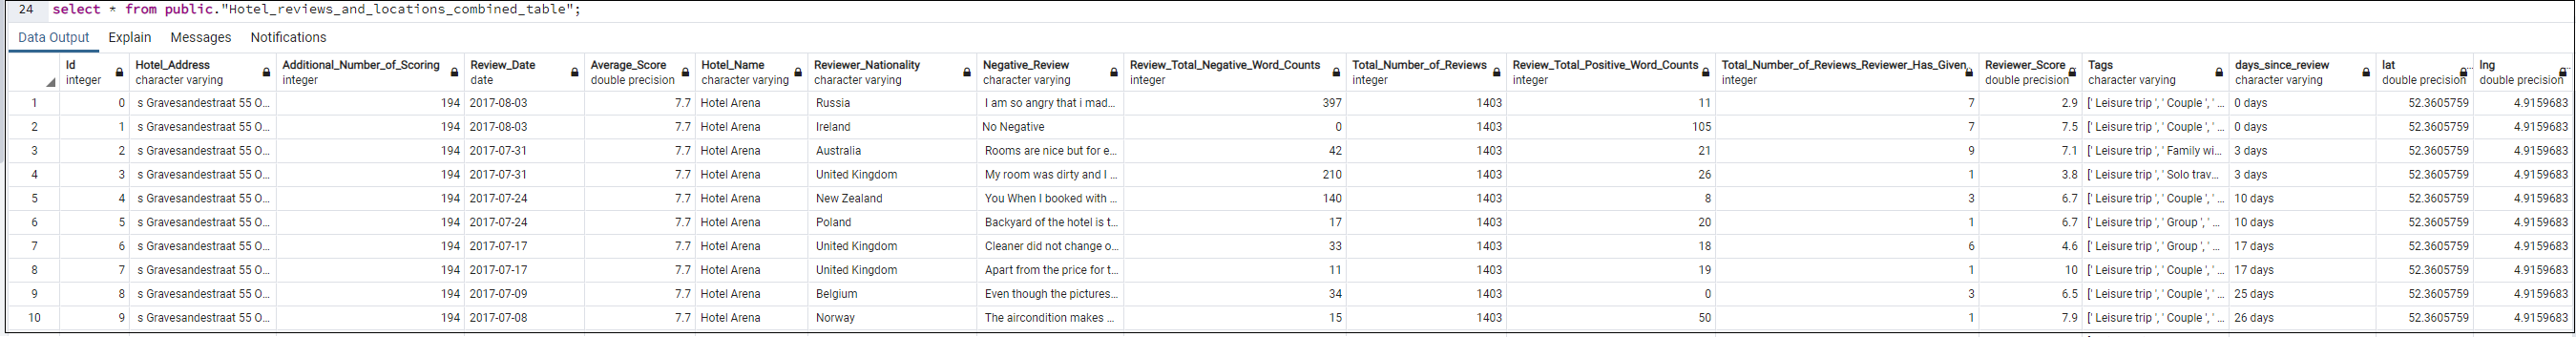 24 select * from public."Hotel_reviews_and_locations_combined_table";
Data Output Explain Messages Notifications
Id Hotel_Address Additional_Number_of_Scoring Review_Date Average_Score Hotel_Name Reviewer_Nationality Negative_Review Review_Total_Negative_Word_Counts Total_Number_of_Reviews Review_Total_Positive_Word_Counts Total_Number_of_Reviews_Reviewer_Has_Given Reviewer_Score Tags days_since_review lat lng
integer character varying integer date double precision character varying character varying character varying integer integer integer integer double precision character varying character varying double precision double precision
1 0 s Gravesandestraat 55 O... 194 2017-08-03 7.7 Hotel Arena Russia I am so angry that i mad... 397 1403 11 7 2.9 [' Leisure trip ', ' Couple ', ' ... 0 days 52.3605759 4.9159683
2 1 s Gravesandestraat 55 O... 194 2017-08-03 7.7 Hotel Arena Ireland No Negative 0 1403 105 7 7.5 [' Leisure trip ', ' Couple ', ' ... 0 days 52.3605759 4.9159683
3 2 s Gravesandestraat 55 O... 194 2017-07-31 7.7 Hotel Arena Australia Rooms are nice but for e... 42 1403 21 9 7.1 [' Leisure trip ', ' Family wi... 3 days 52.3605759 4.9159683
4 3 s Gravesandestraat 55 O... 194 2017-07-31 7.7 Hotel Arena United Kingdom My room was dirty and I ... 210 1403 26 1 3.8 [' Leisure trip ', ' Solo trav... 3 days 52.3605759 4.9159683
5 4 s Gravesandestraat 55 O... 194 2017-07-24 7.7 Hotel Arena New Zealand You When I booked with ... 140 1403 8 3 6.7 [' Leisure trip ', ' Couple ', ' ... 10 days 52.3605759 4.9159683
6 5 s Gravesandestraat 55 O... 194 2017-07-24 7.7 Hotel Arena Poland Backyard of the hotel is t... 17 1403 20 1 6.7 [' Leisure trip ', ' Group ', ' ... 10 days 52.3605759 4.9159683
7 6 s Gravesandestraat 55 O... 194 2017-07-17 7.7 Hotel Arena United Kingdom Cleaner did not change o... 33 1403 18 6 4.6 [' Leisure trip ', ' Group ', ' ... 17 days 52.3605759 4.9159683
8 7 s Gravesandestraat 55 O... 194 2017-07-17 7.7 Hotel Arena United Kingdom Apart from the price for t... 11 1403 19 1 10 [' Leisure trip ', ' Couple ', ' ... 17 days 52.3605759 4.9159683
9 8 s Gravesandestraat 55 O... 194 2017-07-09 7.7 Hotel Arena Belgium Even though the pictures... 34 1403 0 3 6.5 [' Leisure trip ', ' Couple ', ' ... 25 days 52.3605759 4.9159683
10 9 s Gravesandestraat 55 O... 194 2017-07-08 7.7 Hotel Arena Norway The aircondition makes ... 15 1403 50 1 7.9 [' Leisure trip ', ' Couple ', ' ... 26 days 52.3605759 4.9159683